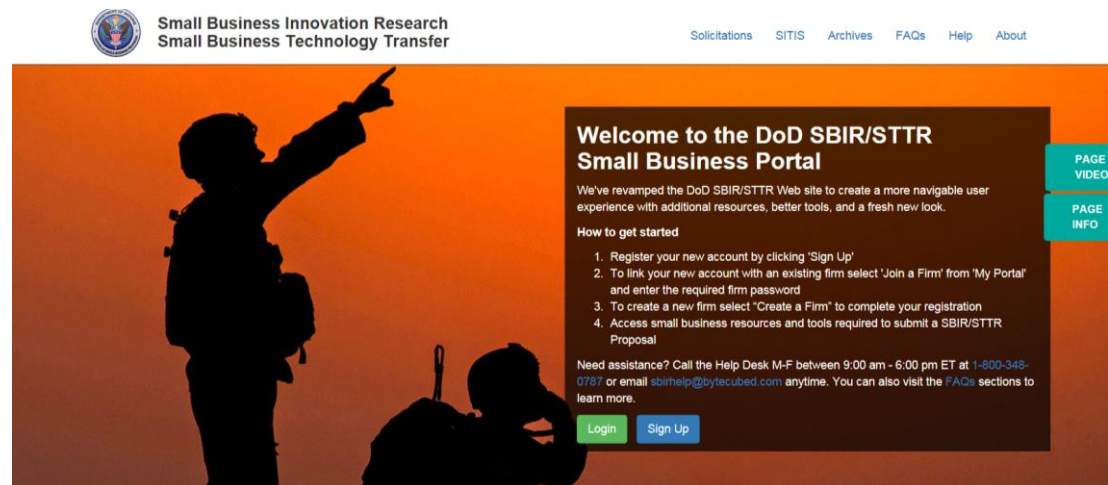 Small Business Innovation Research
Small Business Technology Transfer
Solicitations SITIS Archives FAQs Help About
Welcome to the DoD SBIR/STTR
Small Business Portal
We've revamped the DoD SBIR/STTR Web site to create a more navigable user
experience with additional resources, better tools, and a fresh new look.
How to get started
1. Register your new account by clicking 'Sign Up'
2. To link your new account with an existing firm select 'Join a Firm' from 'My Portal'
and enter the required firm password
3. To create a new firm select "Create a Firm" to complete your registration
4. Access small business resources and tools required to submit a SBIR/STTR
Proposal
Need assistance? Call the Help Desk M-F between 9:00 am - 6:00 pm ET at 1-800-348-
0787 or email sbirhelp@bytecubed.com anytime. You can also visit the FAQs sections to
learn more.
Login Sign Up
PAGE
VIDEO
PAGE
INFO